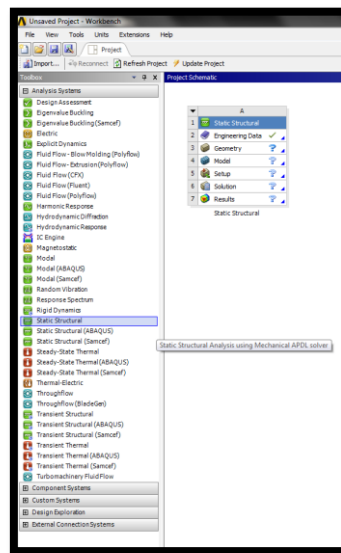 Unsaved Project - Workbench
File View Tools Units Extensions Help
Project
Import... Reconnect Refresh Project Update Project
Toolbox
Project Schematic
Analysis Systems
Design Assessment
Eigenvalue Buckling
Eigenvalue Buckling (Samcef)
Electric
Explicit Dynamics
Fluid Flow - Blow Molding (Polyflow)
Fluid Flow - Extrusion (Polyflow)
Fluid Flow (CFX)
Fluid Flow (Fluent)
Fluid Flow (Polyflow)
Harmonic Response
Hydrodynamic Diffraction
Hydrodynamic Response
IC Engine
Magnetostatic
Modal
Modal (ABAQUS)
Modal (Samcef)
Random Vibration
Response Spectrum
Rigid Dynamics
Static Structural
Static Structural (ABAQUS)
Static Structural (Samcef)
Steady-State Thermal
Steady-State Thermal (ABAQUS)
Steady-State Thermal (Samcef)
Thermal-Electric
Throughflow
Throughflow (BladeGen)
Transient Structural
Transient Structural (ABAQUS)
Transient Structural (Samcef)
Transient Thermal
Transient Thermal (ABAQUS)
Transient Thermal (Samcef)
Turbomachinery Fluid Flow
Component Systems
Custom Systems
Design Exploration
External Connection Systems
A
1 Static Structural
2 Engineering Data
3 Geometry ?
4 Model ?
5 Setup ?
6 Solution ?
7 Results ?
Static Structural
Static Structural Analysis using Mechanical APDL solver